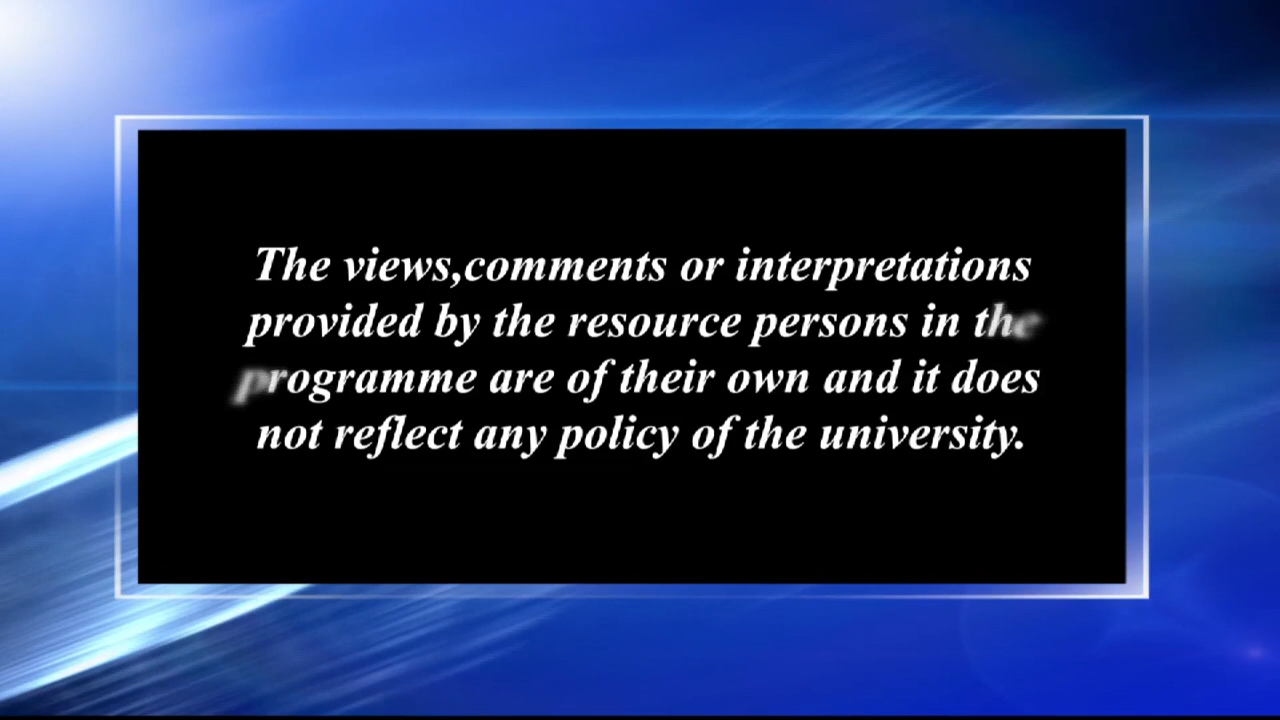 The views,comments or interpretations
provided by the resource persons in the
programme are of their own and it does
not reflect any policy of the university.